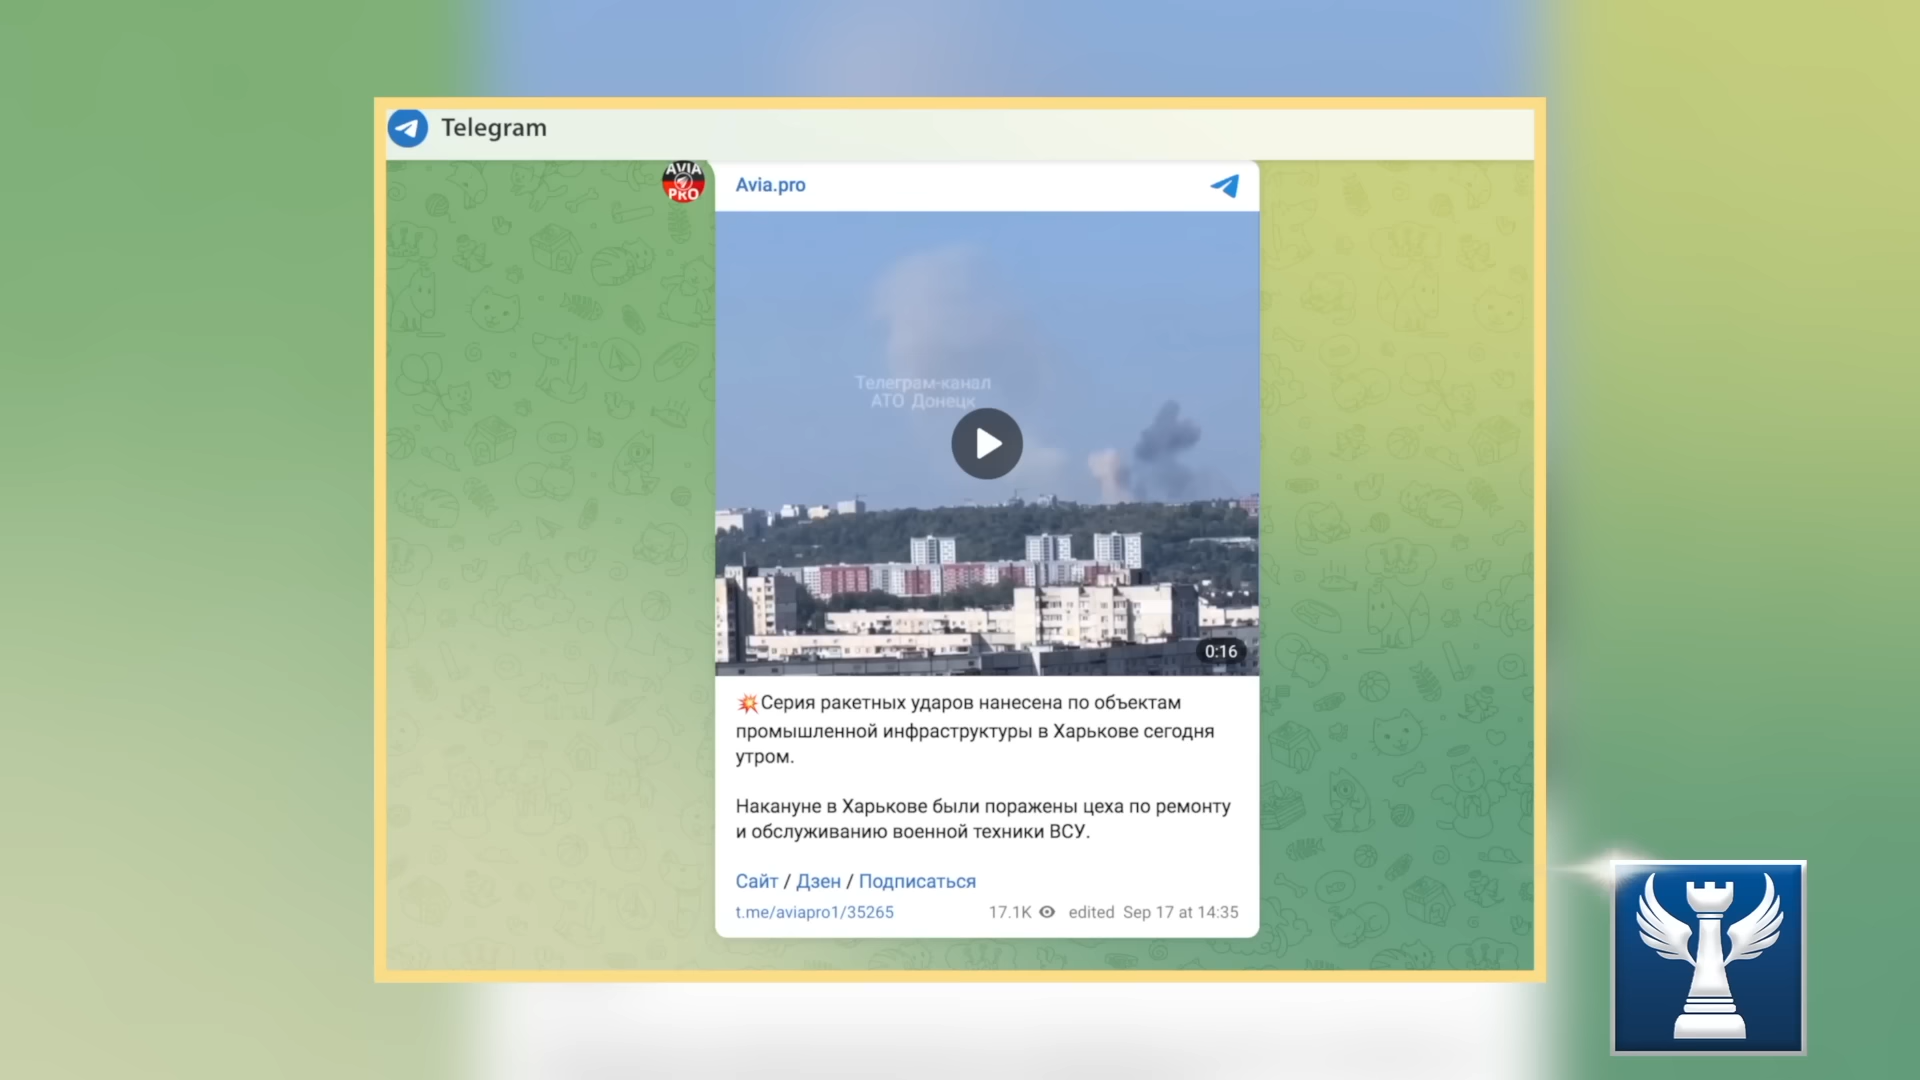 Telegram
AVIA
PRO
Avia.pro
Телеграм-канал
АТО Донецк
0:16
💥Серия ракетных ударов нанесена по объектам
промышленной инфраструктуры в Харькове сегодня
утром.
Накануне в Харькове были поражены цеха по ремонту
и обслуживанию военной техники ВСУ.
Сайт / Дзен / Подписаться
t.me/aviapro1/35265 17.1K edited Sep 17 at 14:35